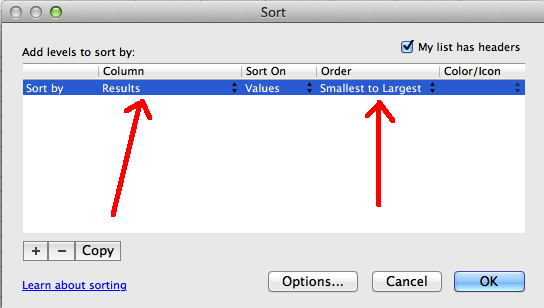 Sort
Add levels to sort by:
My list has headers
Column Sort On Order Color/Icon
Sort by Results Values Smallest to Largest
+ − Copy
Learn about sorting
Options... Cancel OK